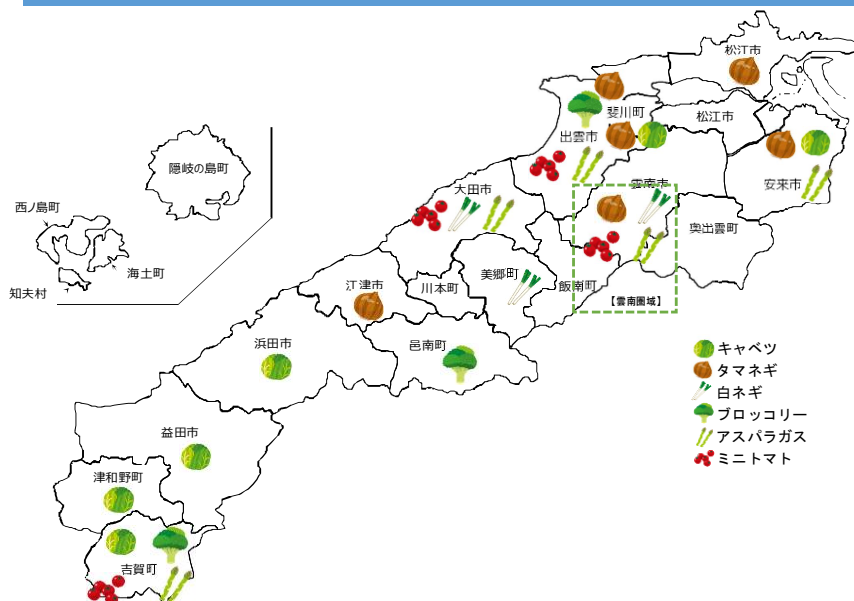 松江市
斐川町
松江市
出雲市
隠岐の島町
雲南市
安来市
大田市
西ノ島町
奥出雲町
海士町
美郷町
知夫村
江津市
川本町
飯南町
【雲南圏域】
浜田市
邑南町
キャベツ
タマネギ
白ネギ
ブロッコリー
アスパラガス
ミニトマト
益田市
津和野町
吉賀町